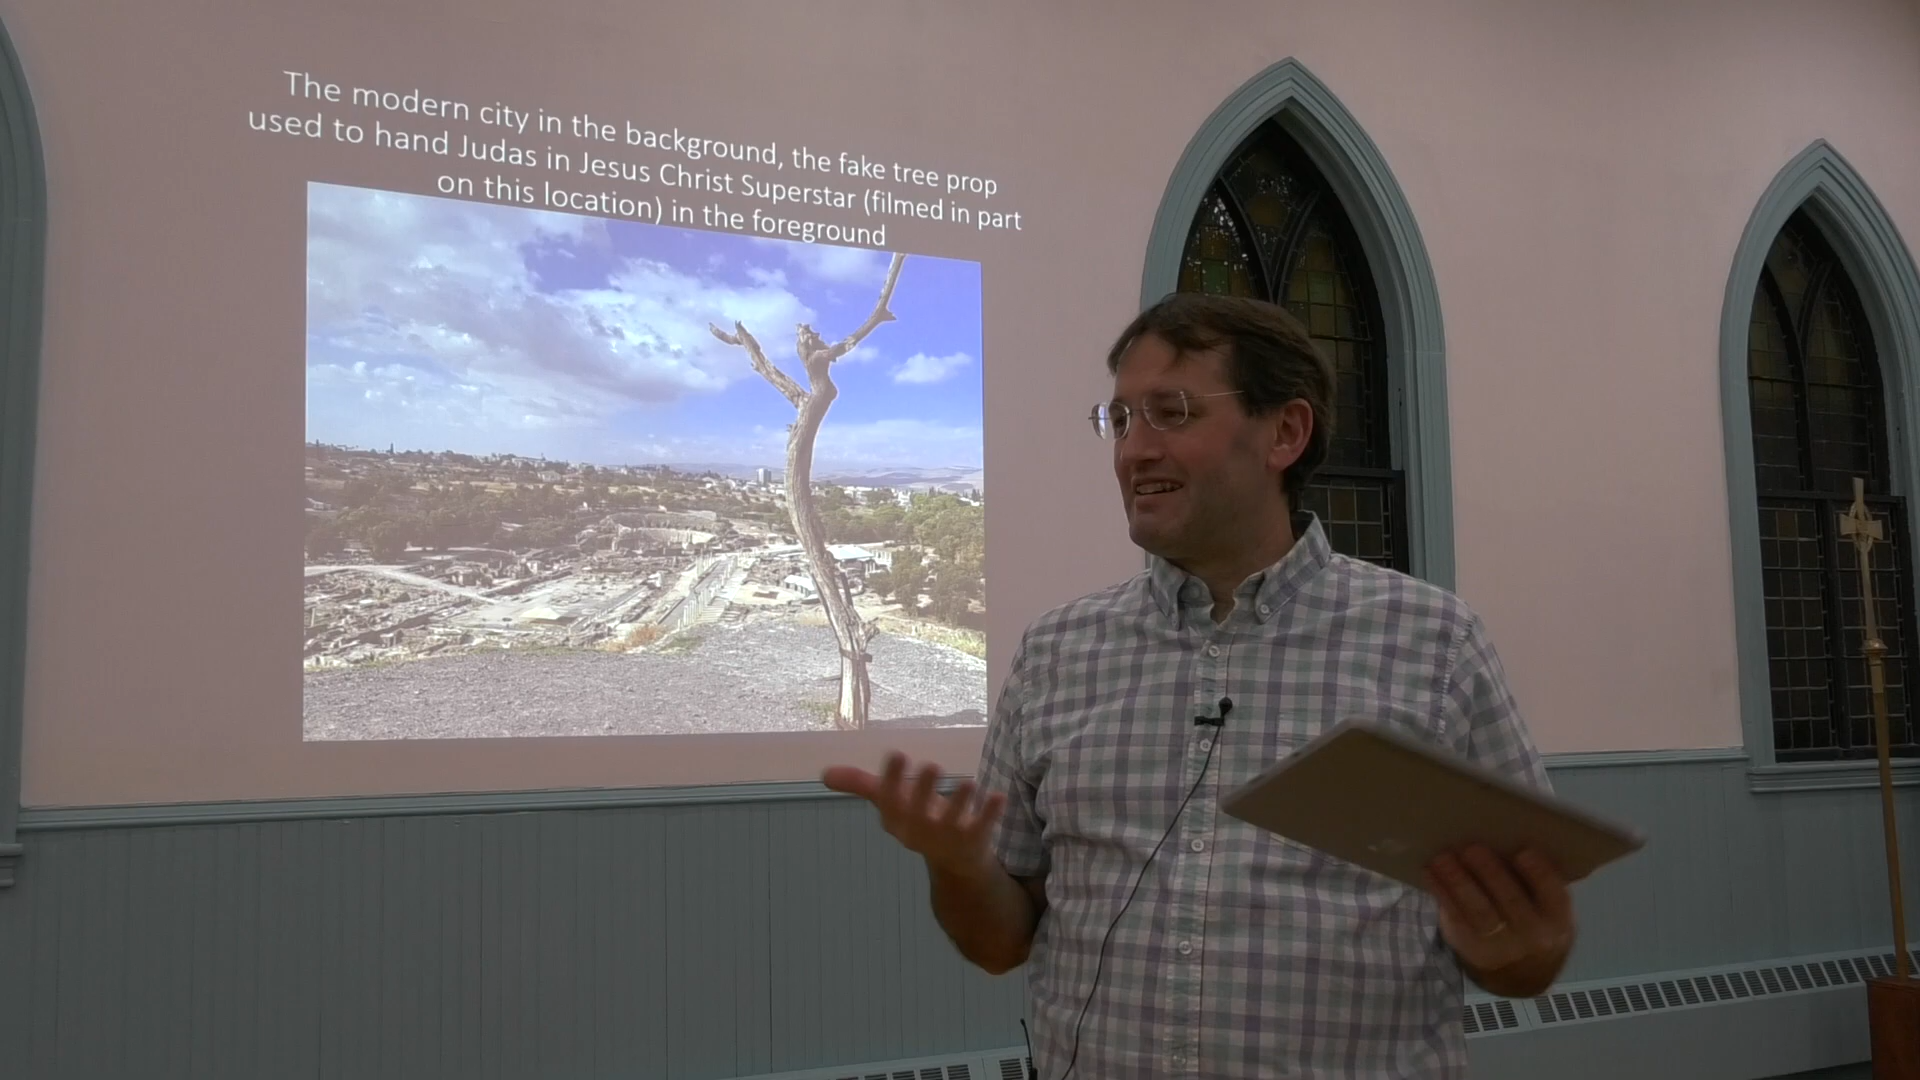 The modern city in the background, the fake tree prop
used to hand Judas in Jesus Christ Superstar (filmed in part
on this location) in the foreground